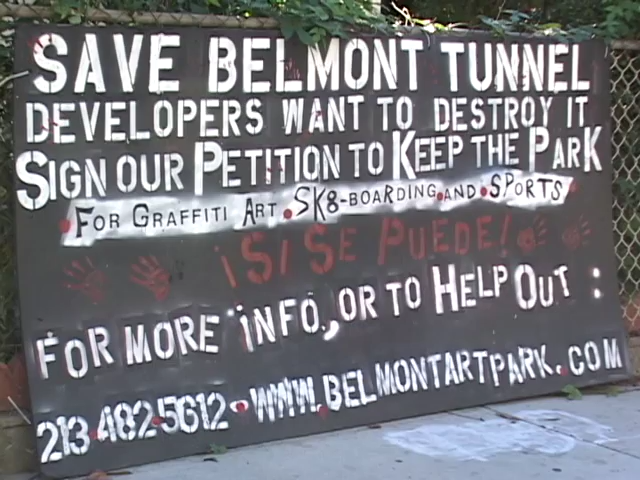 SAVE BELMONT TUNNEL
DEVELOPERS WANT TO DESTROY IT
SIGN OUR PETITION TO KEEP THE PARK
FOR GRAFFITI ART.SK8-BOARDING.AND.SPORTS
¡SI SE PUEDE!
FOR MORE INFO., OR TO HELP OUT :
213.482.5612-WWW.BELMONTARTPARK.COM